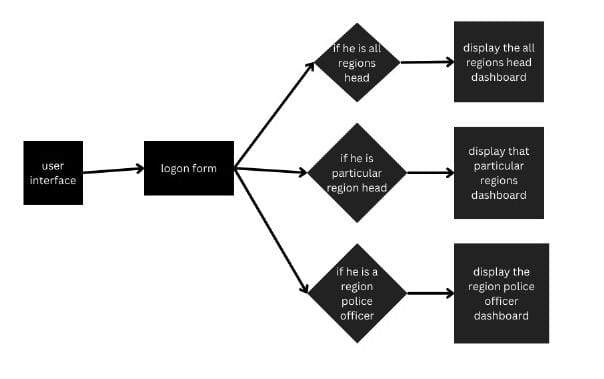 user
interface
logon form
if he is all
regions
head
display the all
regions head
dashboard
if he is
particular
region head
display that
particular
regions
dashboard
if he is a
region
police
officer
display the
region police
officer
dashboard